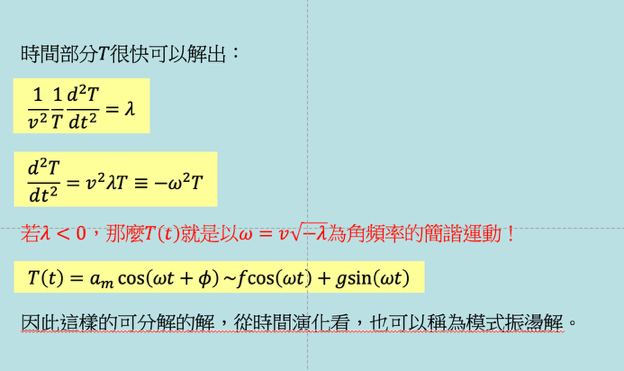 時間部分T很快可以解出：
1/v² 1/T d²T/dt² = λ
d²T/dt² = v²λT ≡ −ω²T
若λ < 0，那麼T(t)就是以ω = v√−λ為角頻率的簡諧運動！
T(t) = aₘ cos(ωt + ϕ) ~fcos(ωt) + gsin(ωt)
因此這樣的可分解的解，從時間演化看，也可以稱為模式振盪解。